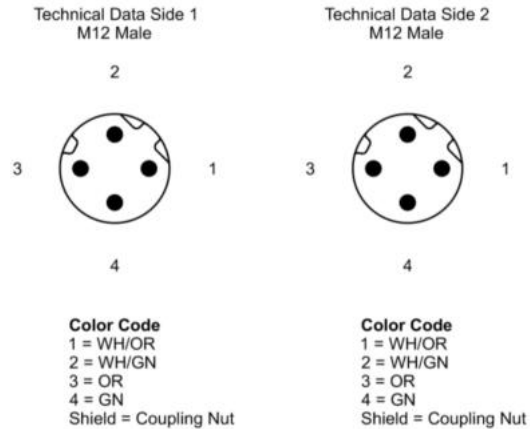 Technical Data Side 1
M12 Male
2
3
1
4
Color Code
1 = WH/OR
2 = WH/GN
3 = OR
4 = GN
Shield = Coupling Nut
Technical Data Side 2
M12 Male
2
3
1
4
Color Code
1 = WH/OR
2 = WH/GN
3 = OR
4 = GN
Shield = Coupling Nut